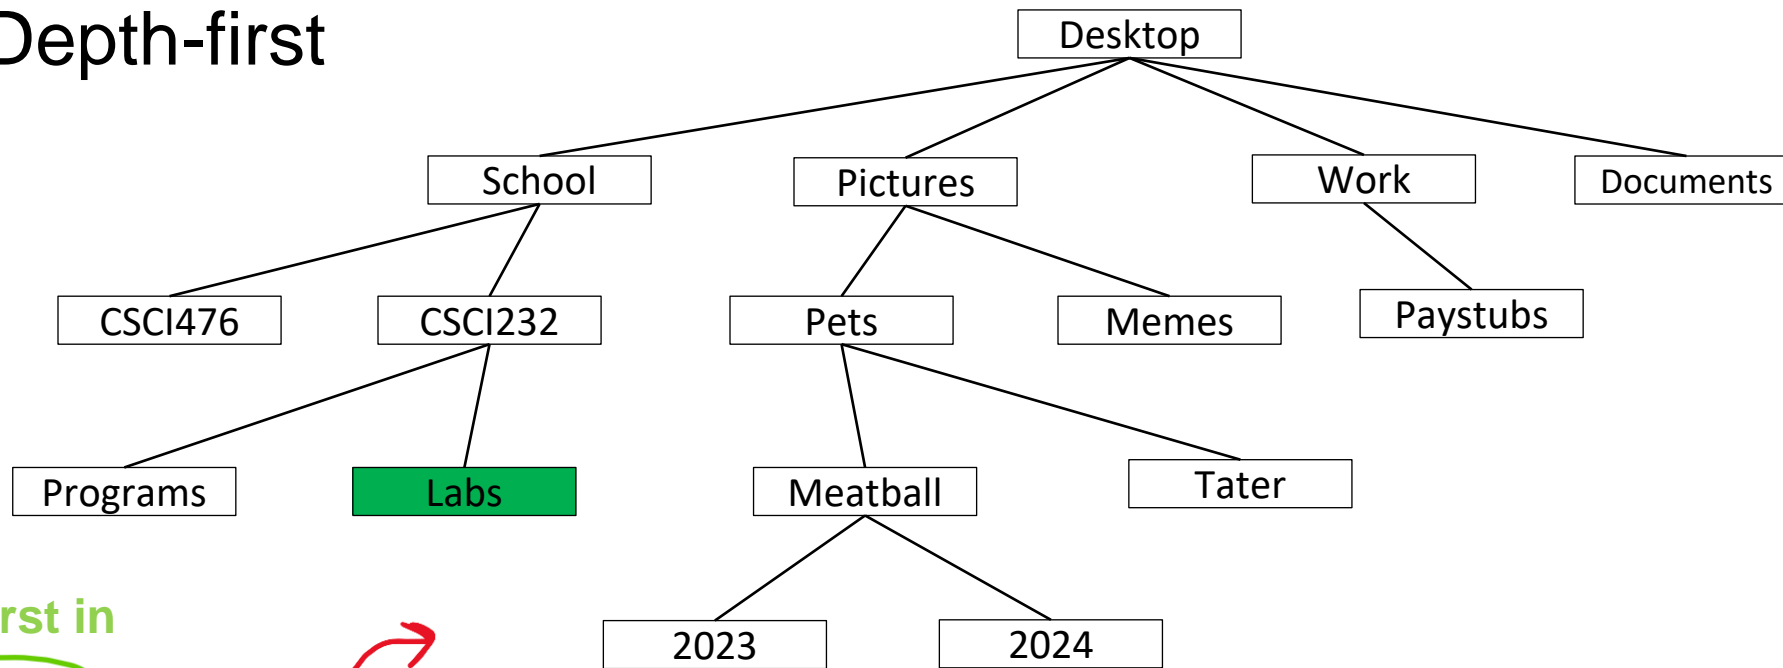 Depth-first
Desktop
School
Pictures
Work
Documents
CSCI476
CSCI232
Pets
Memes
Paystubs
Programs
Labs
Meatball
Tater
in
2023
2024